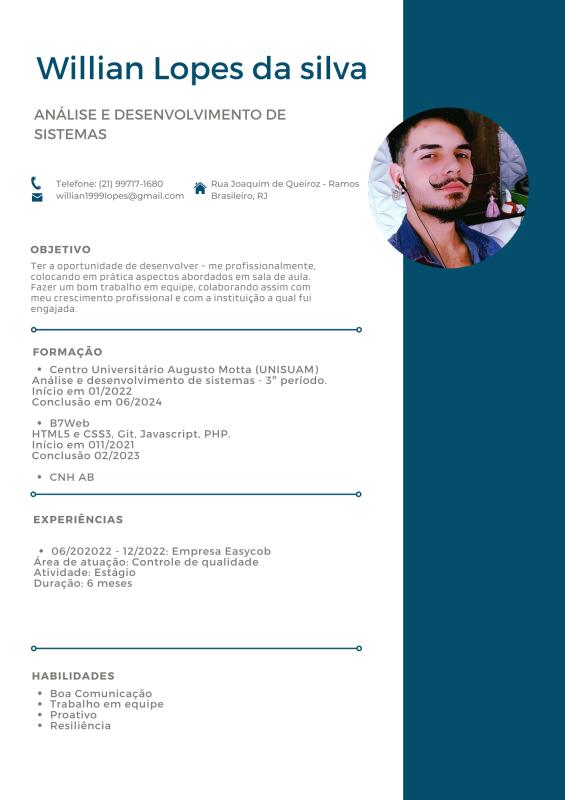 Willian Lopes da silva
ANÁLISE E DESENVOLVIMENTO DE
SISTEMAS
Telefone: (21) 99717-1680
willian1999lopes@gmail.com
Rua Joaquim de Queiroz - Ramos
Brasileiro, RJ
OBJETIVO
Ter a oportunidade de desenvolver - me profissionalmente,
colocando em prática aspectos abordados em sala de aula.
Fazer um bom trabalho em equipe, colaborando assim com
meu crescimento profissional e com a instituição a qual fui
engajada.
FORMAÇÃO
• Centro Universitário Augusto Motta (UNISUAM)
Análise e desenvolvimento de sistemas - 3º período.
Início em 01/2022
Conclusão em 06/2024
• B7Web
HTML5 e CSS3, Git, Javascript, PHP.
Início em 011/2021
Conclusão 02/2023
• CNH AB
EXPERIÊNCIAS
• 06/202022 - 12/2022: Empresa Easycob
Área de atuação: Controle de qualidade
Atividade: Estágio
Duração: 6 meses
HABILIDADES
• Boa Comunicação
• Trabalho em equipe
• Proativo
• Resiliência